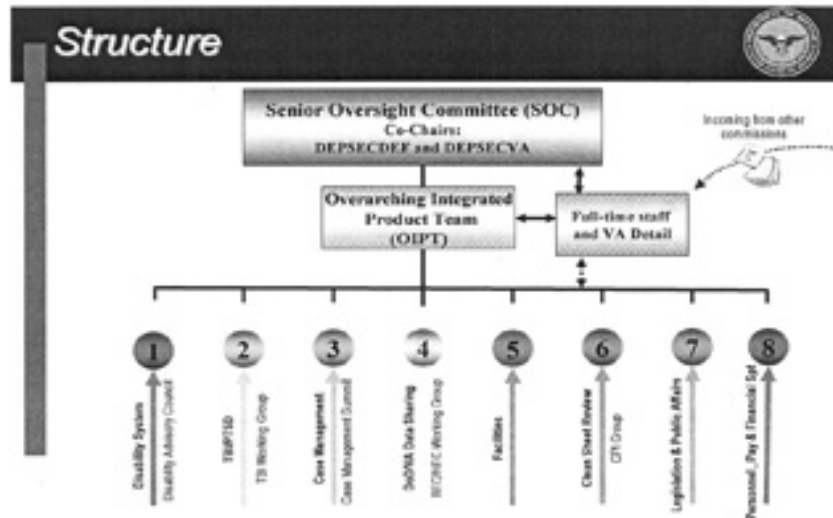 Structure
Senior Oversight Committee (SOC)
Co-Chairs:
DEPSECDEF and DEPSECVA
Incoming from other
commissions
Overarching Integrated
Product Team
(OIPT)
Full-time staff
and VA Detail
1
2
3
4
5
6
7
8
Disability System
Disability Advisory Council
TBI/PTSD
TBI Working Group
Case Management
Case Management Summit
DoD/VA Data Sharing
Working Group
Facilities
Clean Sheet Review
Group
Legislation & Public Affairs
Personnel, Pay & Financial Spt